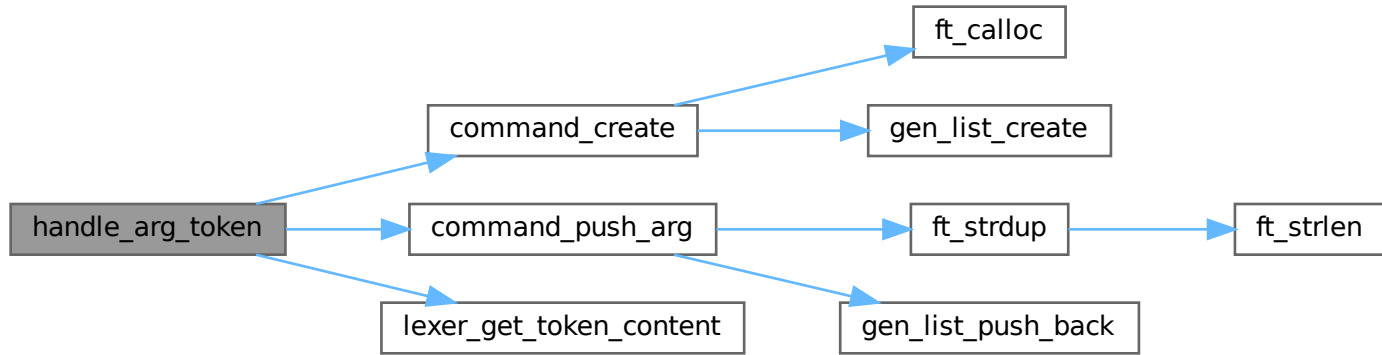 ft_calloc
command_create
gen_list_create
handle_arg_token
command_push_arg
ft_strdup
ft_strlen
lexer_get_token_content
gen_list_push_back